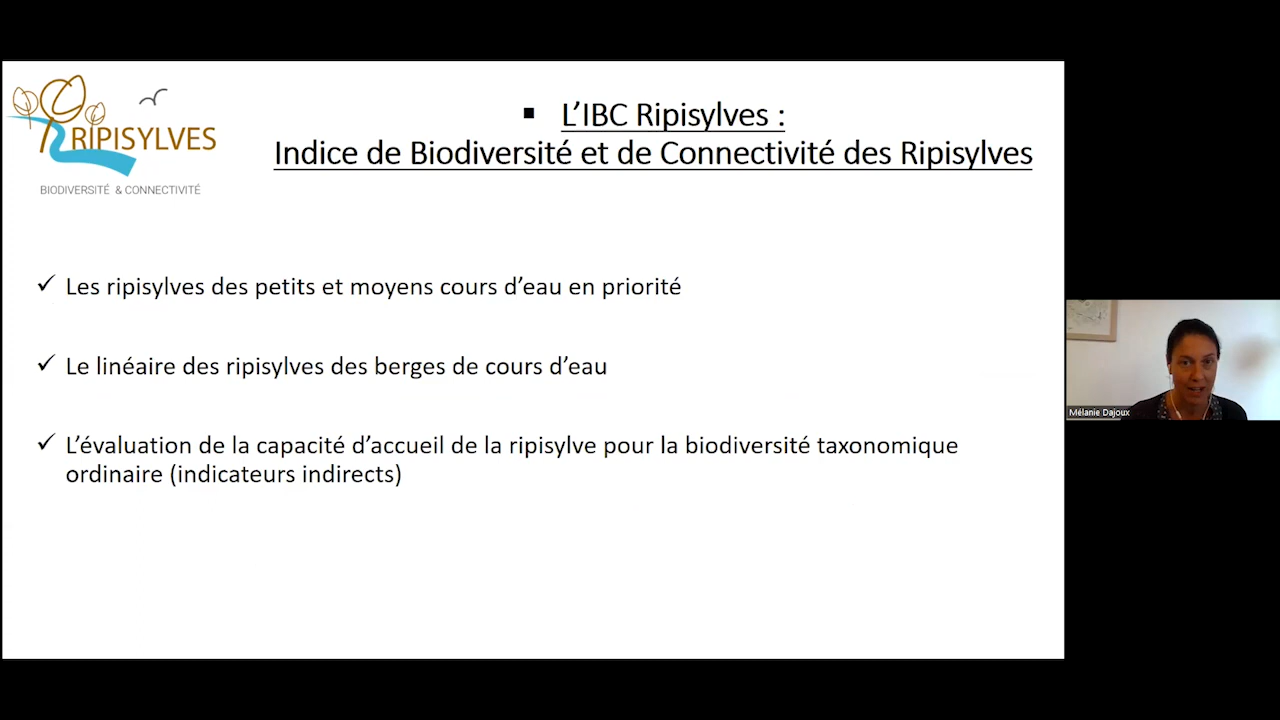 RIPISYLVES
BIODIVERSITÉ & CONNECTIVITÉ
▪ L'IBC Ripisylves :
Indice de Biodiversité et de Connectivité des Ripisylves
✓ Les ripisylves des petits et moyens cours d'eau en priorité
✓ Le linéaire des ripisylves des berges de cours d'eau
✓ L'évaluation de la capacité d'accueil de la ripisylve pour la biodiversité taxonomique
ordinaire (indicateurs indirects)
Mélanie Dajoux